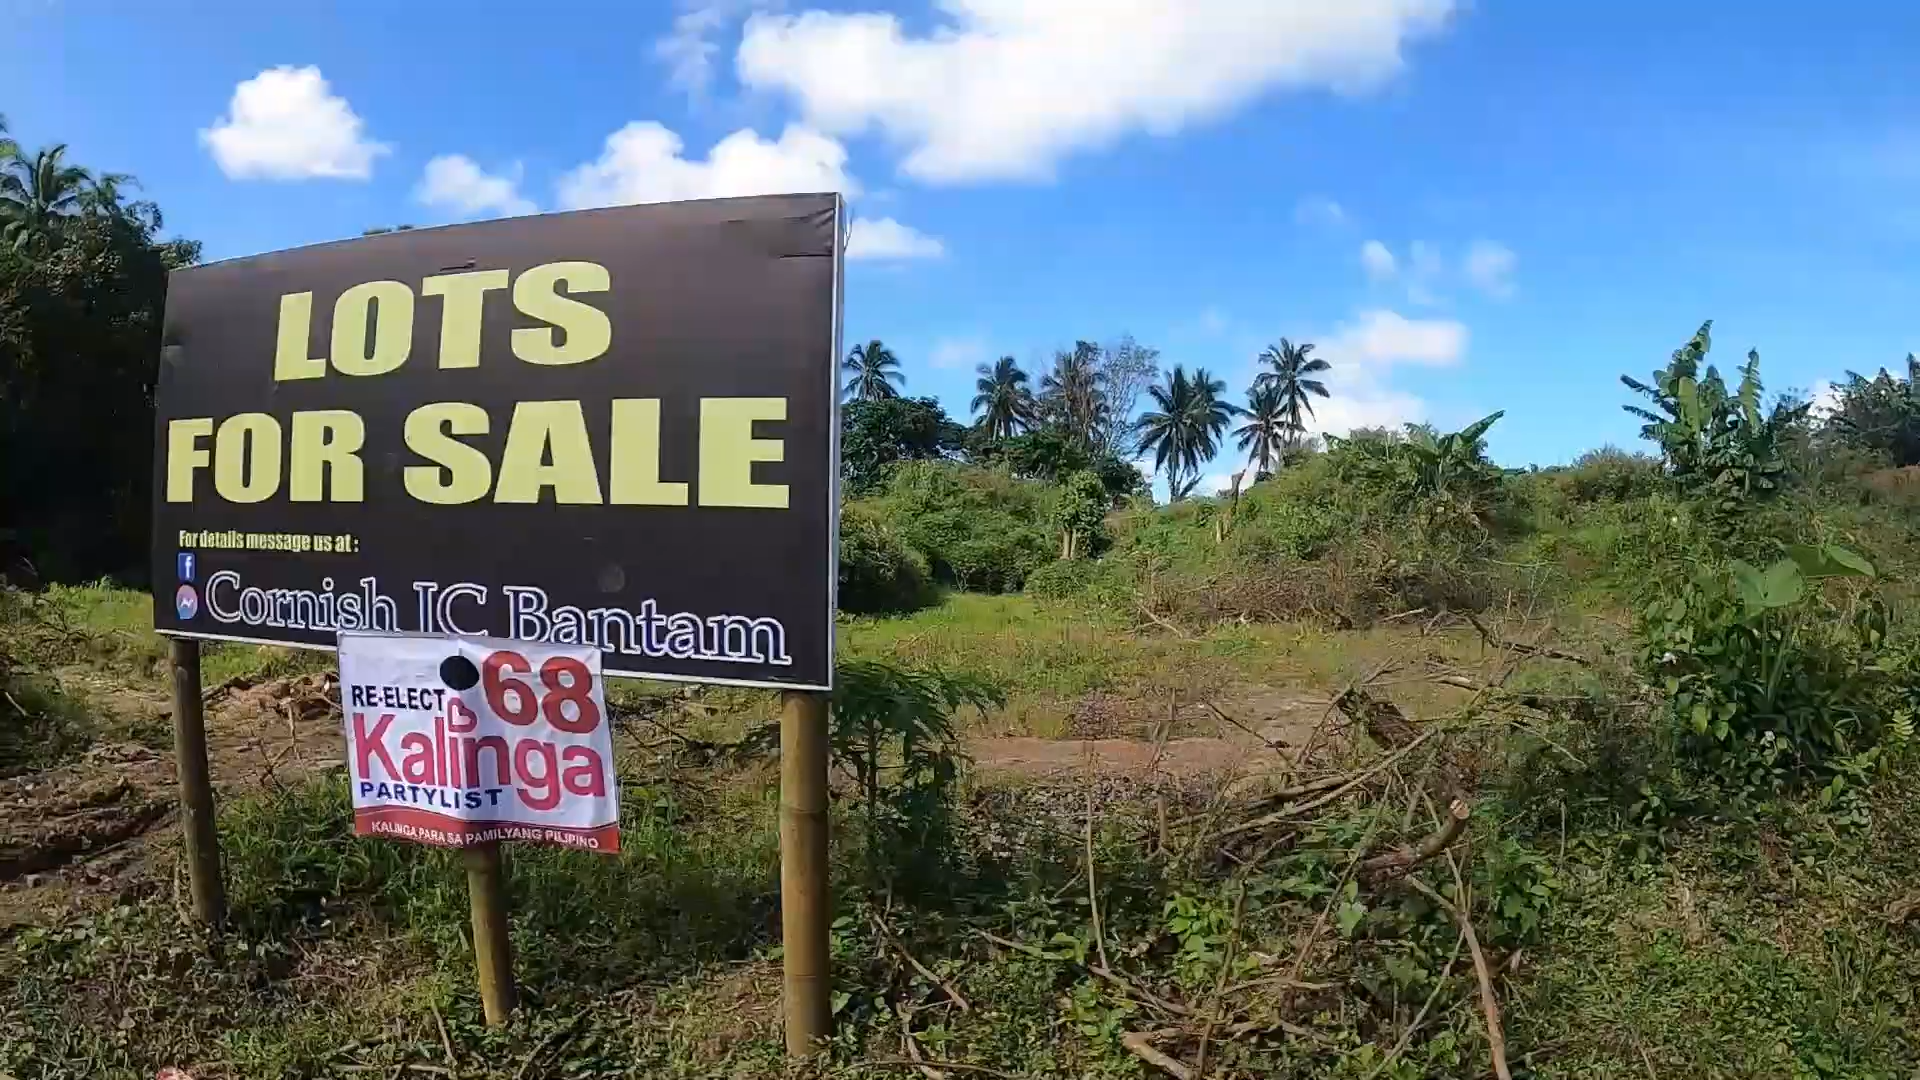 LOTS
FOR SALE
For details message us at :
Cornish JC Bantam
RE-ELECT
68
Kalinga
PARTYLIST
KALINGA PARA SA PAMILYANG PILIPINO